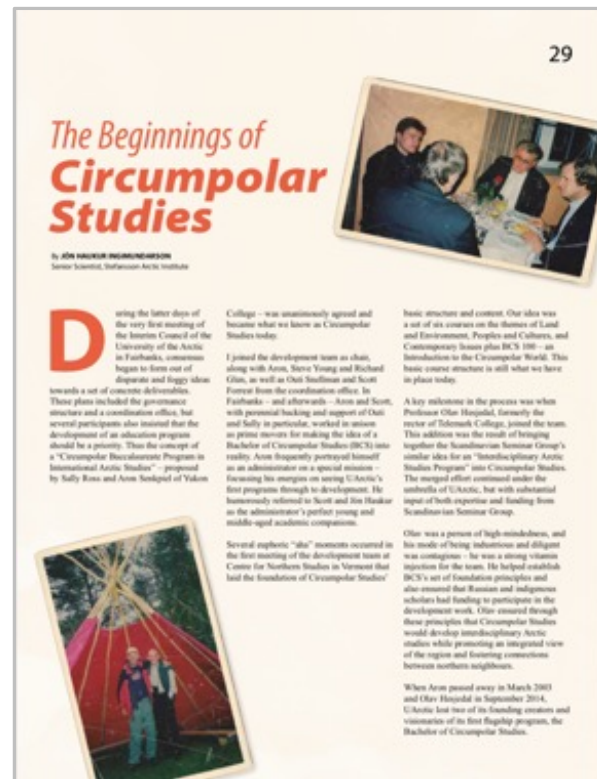 29
The Beginnings of
Circumpolar
Studies
By JÓN HAUKUR INGIMUNDARSON
Senior Scientist, Stefansson Arctic Institute
During the latter days of
the very first meeting of
the Interim Council of the
University of the Arctic
in Fairbanks, consensus
began to form out of
disparate and foggy ideas
towards a set of concrete deliverables.
These plans included the governance
structure and a coordination office, but
several participants also insisted that the
development of an education program
should be a priority. Thus the concept of
a "Circumpolar Baccalaureate Program in
International Arctic Studies" – proposed
by Sally Ross and Aron Senkpiel of Yukon
College – was unanimously agreed and
became what we know as Circumpolar
Studies today.
I joined the development team as chair,
along with Aron, Steve Young and Richard
Glen, as well as Outi Snellman and Scott
Forrest from the coordination office. In
Fairbanks – and afterwards – Aron and Scott,
with perennial backing and support of Outi
and Sally in particular, worked in unison
as prime movers for making the idea of a
Bachelor of Circumpolar Studies (BCS) into
reality. Aron frequently portrayed himself
as an administrator on a special mission –
focussing his energies on seeing UArctic's
first programs through to development. He
humorously referred to Scott and Jón Haukur
as the administrator's perfect young and
middle-aged academic companions.
Several euphoric "aha" moments occurred in
the first meeting of the development team at
Centre for Northern Studies in Vermont that
laid the foundation of Circumpolar Studies'
basic structure and content. Our idea was
a set of six courses on the themes of Land
and Environment, Peoples and Cultures, and
Contemporary Issues plus BCS 100 – an
Introduction to the Circumpolar World. This
basic course structure is still what we have
in place today.
A key milestone in the process was when
Professor Olav Hesjedal, formerly the
rector of Telemark College, joined the team.
This addition was the result of bringing
together the Scandinavian Seminar Group's
similar idea for an "Interdisciplinary Arctic
Studies Program" into Circumpolar Studies.
The merged effort continued under the
umbrella of UArctic, but with substantial
input of both expertise and funding from
Scandinavian Seminar Group.
Olav was a person of high-mindedness, and
his mode of being industrious and diligent
was contagious – he was a strong vitamin
injection for the team. He helped establish
BCS's set of foundation principles and
also ensured that Russian and indigenous
scholars had funding to participate in the
development work. Olav ensured through
these principles that Circumpolar Studies
would develop interdisciplinary Arctic
studies while promoting an integrated view
of the region and fostering connections
between northern neighbours.
When Aron passed away in March 2003
and Olav Hesjedal in September 2014,
UArctic lost two of its founding creators and
visionaries of its first flagship program, the
Bachelor of Circumpolar Studies.